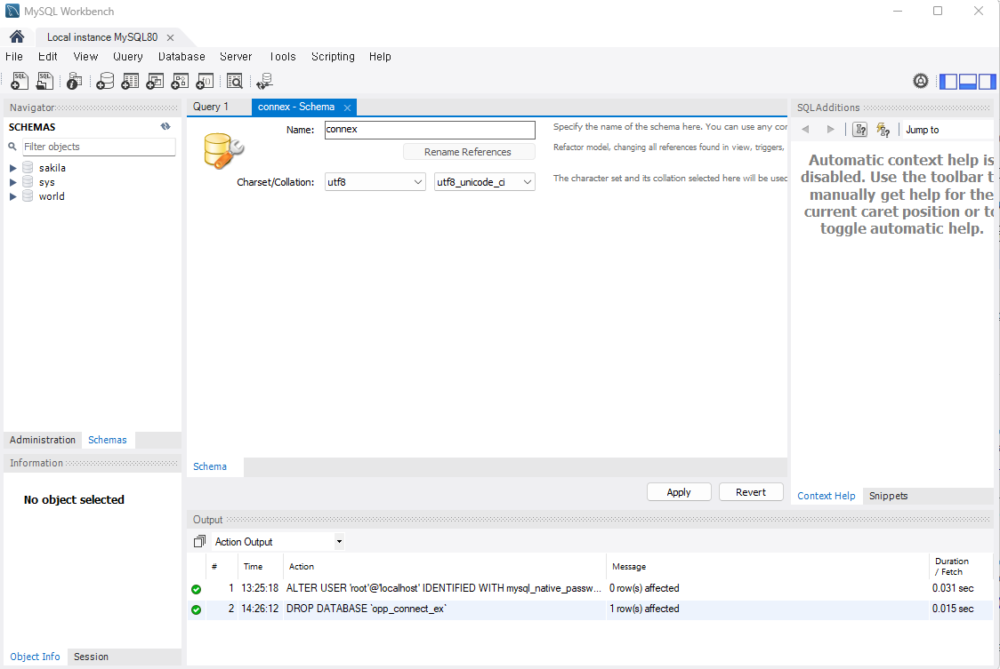 MySQL Workbench
Local instance MySQL80
File Edit View Query Database Server Tools Scripting Help
Navigator
SCHEMAS
Filter objects
sakila
sys
world
Administration Schemas
Information
No object selected
Object Info Session
Query 1 connex - Schema
Name: connex
Specify the name of the schema here. You can use any
Rename References
Refactor model, changing all references found in view, triggers,
Charset/Collation: utf8 utf8_unicode_ci
The character set and its collation selected here will be used
Schema
Apply Revert
SQLAdditions
Jump to
Automatic context help is
disabled. Use the toolbar
manually get help for the
current caret position or to
toggle automatic help.
Context Help Snippets
Output
Action Output
# Time Action Message Duration
/ Fetch
1 13:25:18 ALTER USER 'root'@'localhost' IDENTIFIED WITH mysql_native_passw... 0 row(s) affected 0.031 sec
2 14:26:12 DROP DATABASE `opp_connect_ex` 1 row(s) affected 0.015 sec